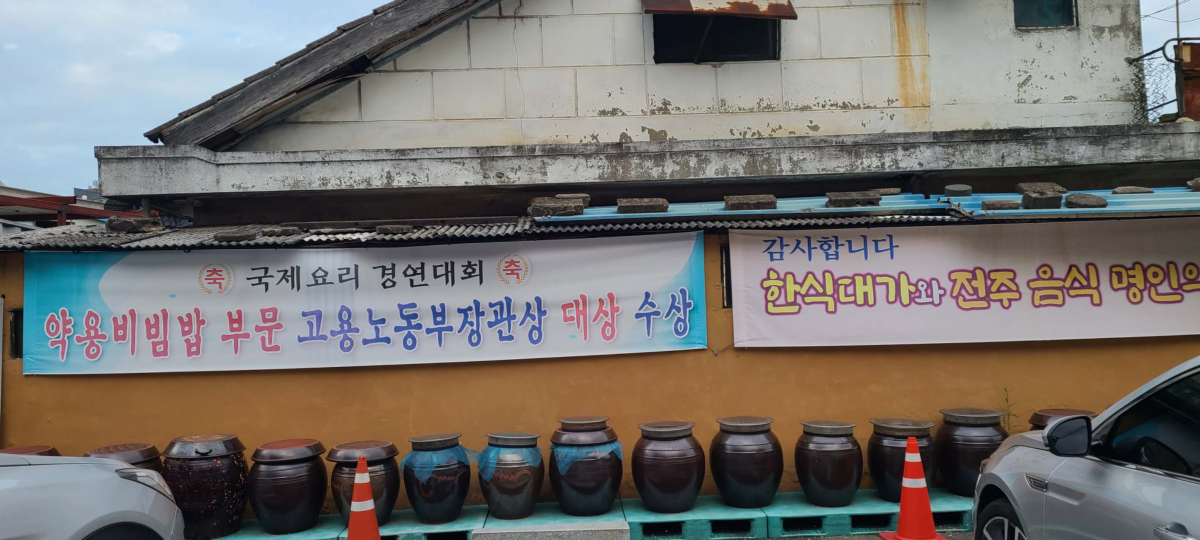 축 국제요리 경연대회 축
약용비빔밥 부문 고용노동부장관상 대상 수상
감사합니다
한식대가와 전주 음식 명인의